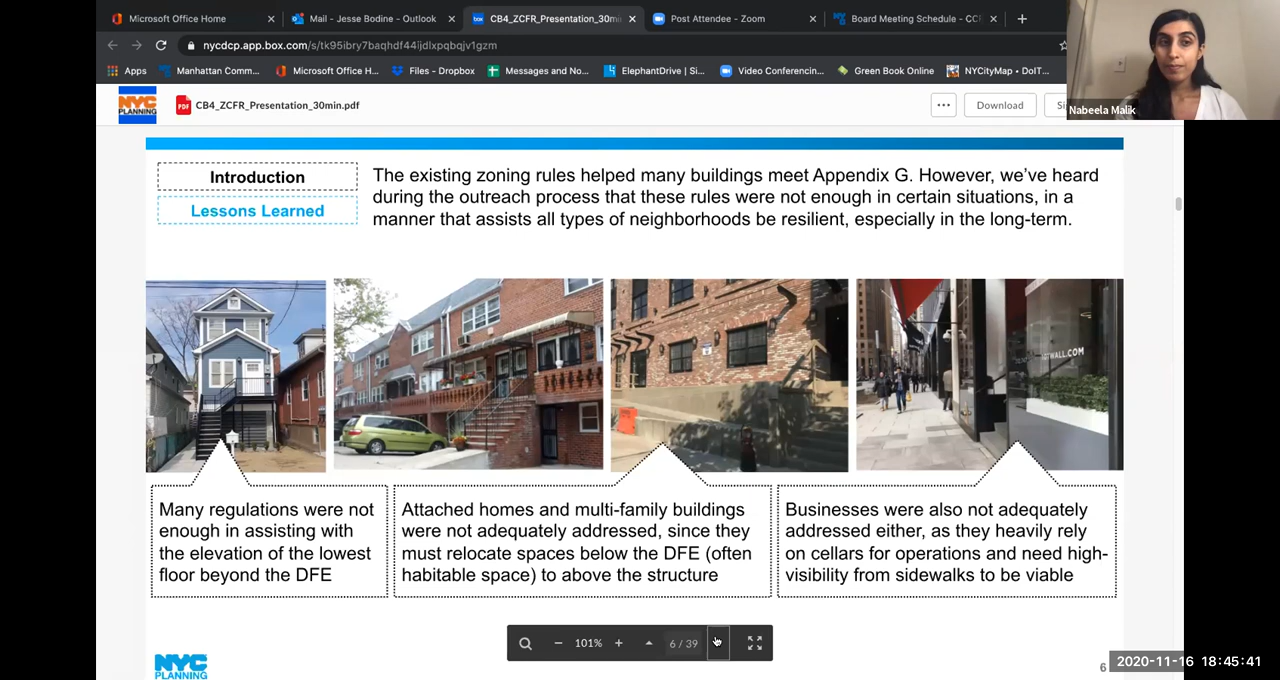 Microsoft Office Home
Mail - Jesse Bodine - Outlook
CB4_ZCFR_Presentation_30mi
Post Attendee - Zoom
Board Meeting Schedule - CCF
nycdcp.app.box.com/s/tk95ibry7baqhdf44ijdlxpqbqjv1gzm
Apps
Manhattan Comm...
Microsoft Office H...
Files - Dropbox
Messages and No...
ElephantDrive | Si...
Video Conferencin...
Green Book Online
NYCityMap • DoIT...
Nabeela Malik
NYC
PLANNING
PDF
CB4_ZCFR_Presentation_30min.pdf
Download
Introduction
Lessons Learned
The existing zoning rules helped many buildings meet Appendix G. However, we've heard
during the outreach process that these rules were not enough in certain situations, in a
manner that assists all types of neighborhoods be resilient, especially in the long-term.
Many regulations were not
enough in assisting with
the elevation of the lowest
floor beyond the DFE
Attached homes and multi-family buildings
were not adequately addressed, since they
must relocate spaces below the DFE (often
habitable space) to above the structure
Businesses were also not adequately
addressed either, as they heavily rely
on cellars for operations and need high-
visibility from sidewalks to be viable
101%
6 / 39
NYC
PLANNING
6
2020-11-16 18:45:41